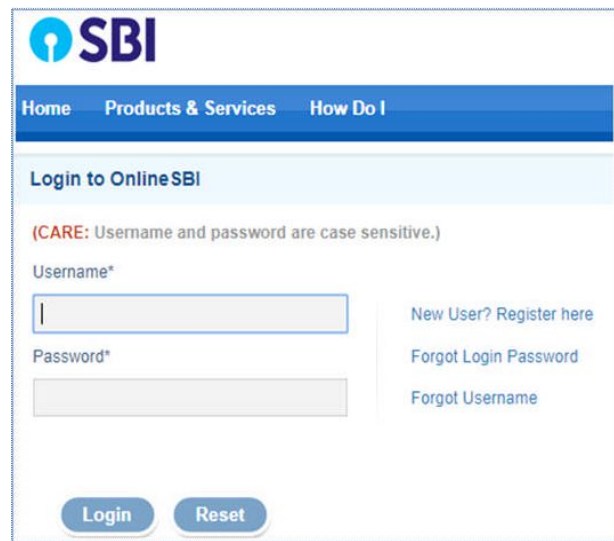 SBI
Home Products & Services How Do I
Login to OnlineSBI
(CARE: Username and password are case sensitive.)
Username*
New User? Register here
Password*
Forgot Login Password
Forgot Username
Login Reset